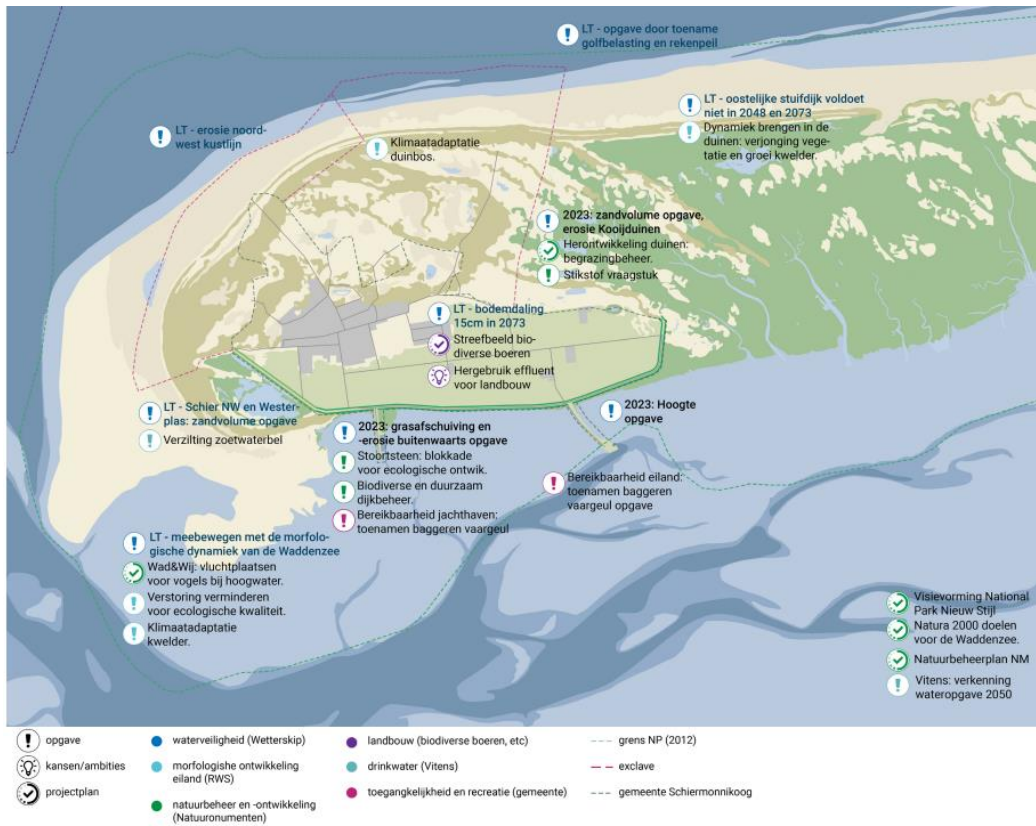 LT - opgave door toename
golfbelasting en rekenpeil
LT - oostelijke stuifdijk voldoet
niet in 2048 en 2073
Dynamiek brengen in de
duinen: verjonging vege-
tatie en groei kwelder.
LT - erosie noord-
west kustlijn
Klimaatadaptatie
duinbos.
2023: zandvolume opgave,
erosie Kooijduinen
Herontwikkeling duinen:
begrazingbeheer.
Stikstof vraagstuk
LT - bodemdaling
15cm in 2073
Streefbeeld bio-
diverse boeren
Hergebruik effluent
voor landbouw
LT - Schier NW en Wester-
plas: zandvolume opgave
Verzilting zoetwaterbel
2023: grasafschuiving en
-erosie buitenwaarts opgave
Stoortsteen: blokkade
voor ecologische ontwik.
Biodiverse en duurzaam
dijkbeheer.
Bereikbaarheid jachthaven:
toenamen baggeren vaargeul
2023: Hoogte
opgave
Bereikbaarheid eiland:
toenamen baggeren
vaargeul opgave
LT - meebewegen met de morfolo-
gische dynamiek van de Waddenzee
Wad&Wij: vluchtplaatsen
voor vogels bij hoogwater.
Verstoring verminderen
voor ecologische kwaliteit.
Klimaatadaptatie
kwelder.
Visievorming National
Park Nieuw Stijl
Natura 2000 doelen
voor de Waddenzee.
Natuurbeheerplan NM
Vitens: verkenning
wateropgave 2050
opgave
kansen/ambities
projectplan
waterveiligheid (Wetterskip)
morfologishe ontwikkeling
eiland (RWS)
natuurbeheer en -ontwikkeling
(Natuuronumenten)
landbouw (biodiverse boeren, etc)
drinkwater (Vitens)
toegangkelijkheid en recreatie (gemeente)
grens NP (2012)
exclave
gemeente Schiermonnikoog